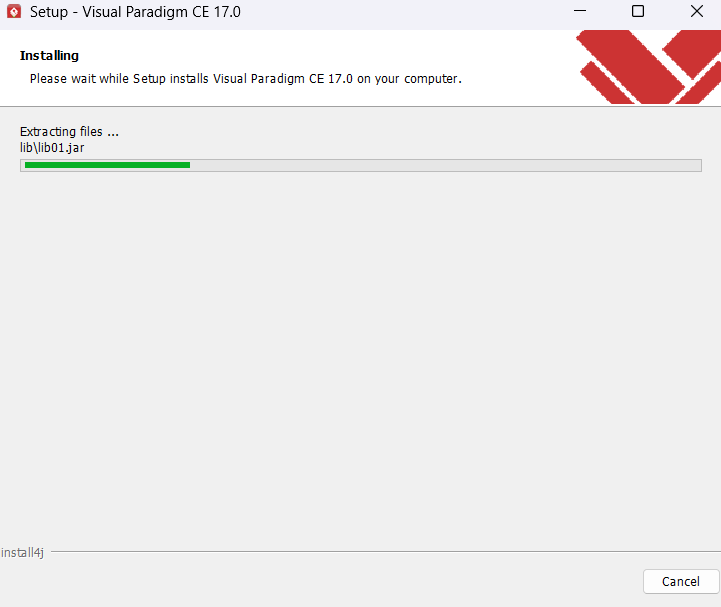 Setup - Visual Paradigm CE 17.0
Installing
Please wait while Setup installs Visual Paradigm CE 17.0 on your computer.
Extracting files ...
lib\lib01.jar
install4j
Cancel